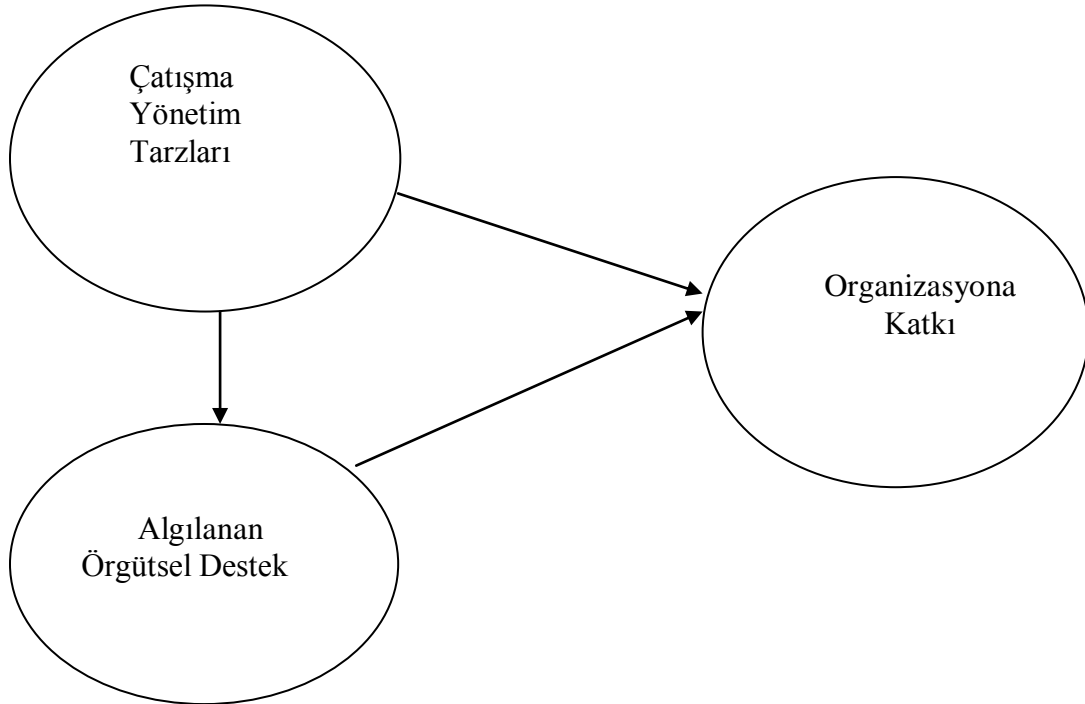 Çatışma
Yönetim
Tarzları
Organizasyona
Katkı
Algılanan
Örgütsel Destek